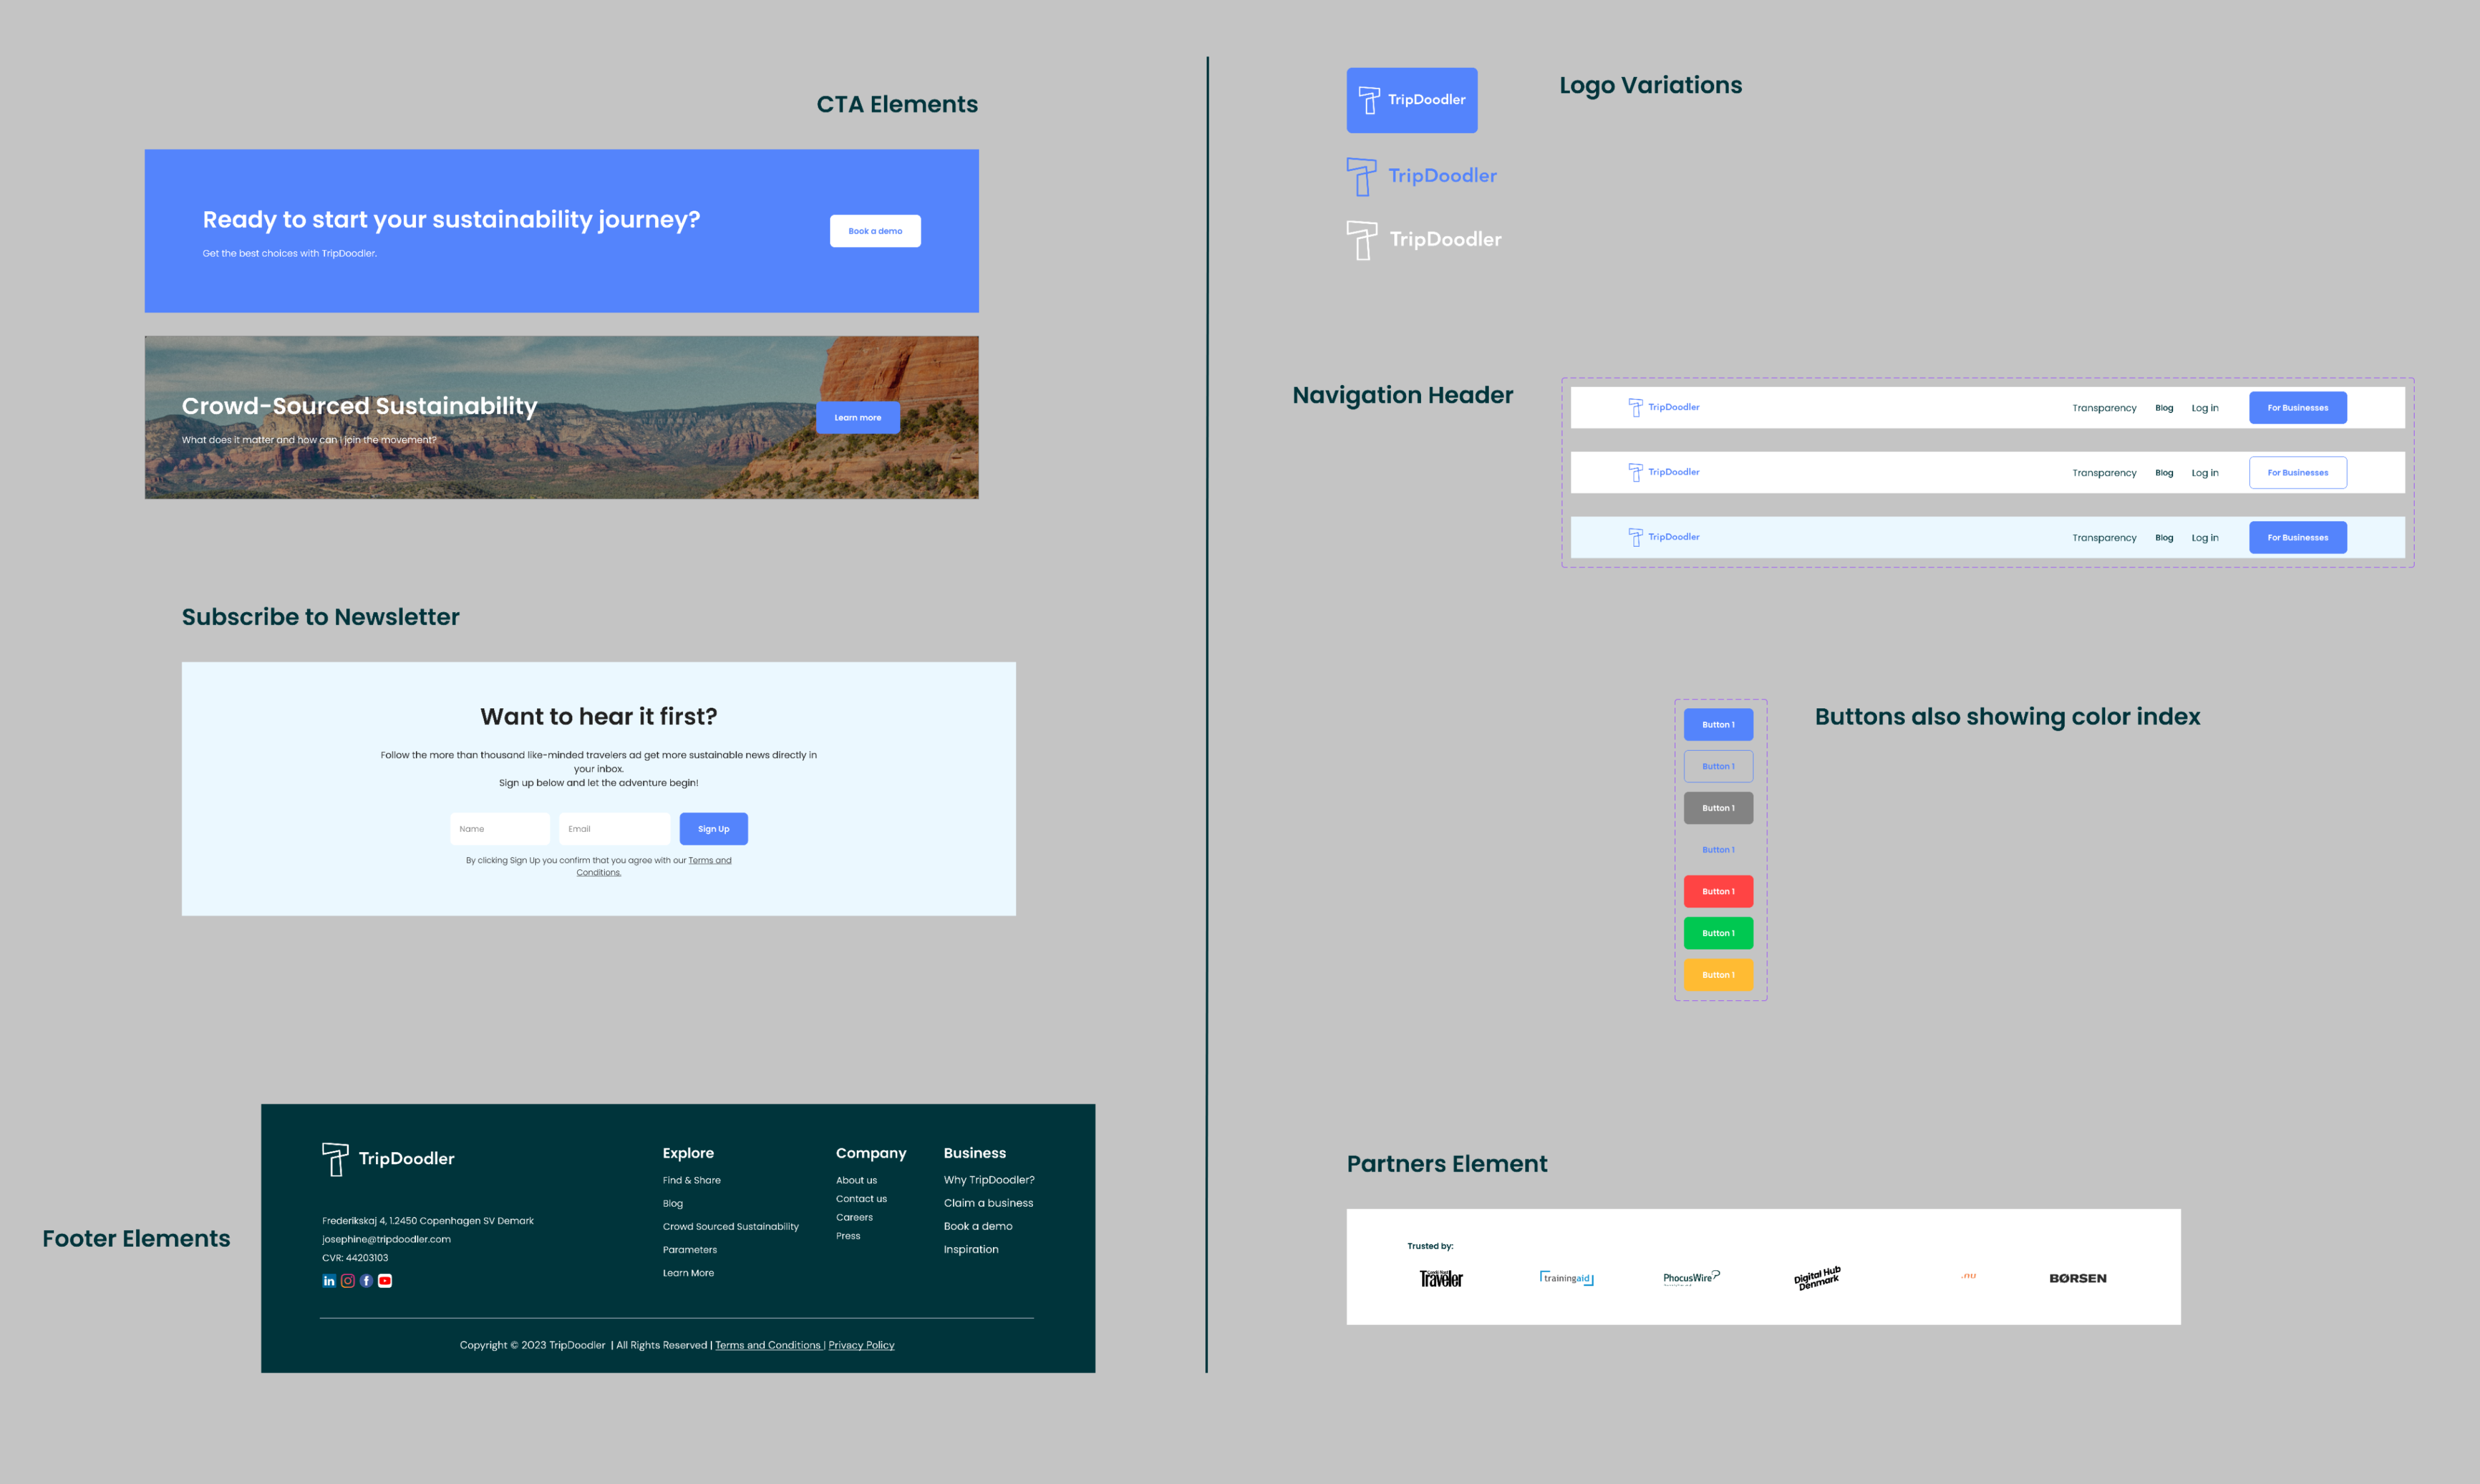 CTA Elements
Ready to start your sustainability journey?
Get the best choices with TripDoodler.
Book a demo
Crowd-Sourced Sustainability
What does it matter and how can I join the movement?
Learn more
Subscribe to Newsletter
Want to hear it first?
Follow the more than thousand like-minded travelers ad get more sustainable news directly in
your inbox.
Sign up below and let the adventure begin!
Name
Email
Sign Up
By clicking Sign Up you confirm that you agree with our Terms and
Conditions.
Footer Elements
TripDoodler
Frederikskaj 4, 1.2450 Copenhagen SV Demark
josephine@tripdoodler.com
CVR: 44203103
in
f
Explore
Find & Share
Blog
Crowd Sourced Sustainability
Parameters
Learn More
Company
About us
Contact us
Careers
Press
Business
Why TripDoodler?
Claim a business
Book a demo
Inspiration
Copyright © 2023 TripDoodler | All Rights Reserved | Terms and Conditions | Privacy Policy
Logo Variations
TripDoodler
TripDoodler
TripDoodler
Navigation Header
TripDoodler Transparency Blog Log in For Businesses
TripDoodler Transparency Blog Log in For Businesses
TripDoodler Transparency Blog Log in For Businesses
Buttons also showing color index
Button 1
Button 1
Button 1
Button 1
Button 1
Button 1
Button 1
Partners Element
Trusted by:
Traveler
trainingaid
PhocusWire
Digital Hub
Denmark
.nu
BØRSEN